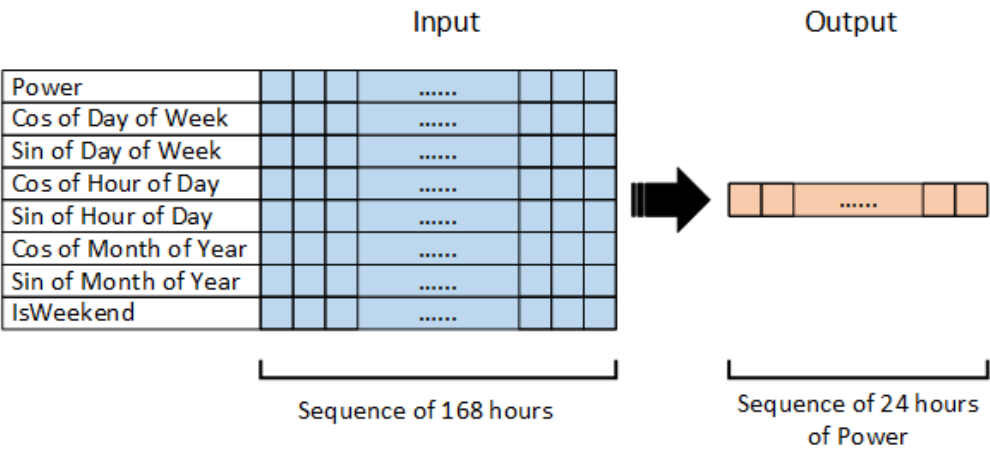 Input
Output
Power
......
Cos of Day of Week
......
Sin of Day of Week
......
Cos of Hour of Day
......
Sin of Hour of Day
......
......
Cos of Month of Year
......
Sin of Month of Year
......
IsWeekend
......
Sequence of 168 hours
Sequence of 24 hours
of Power